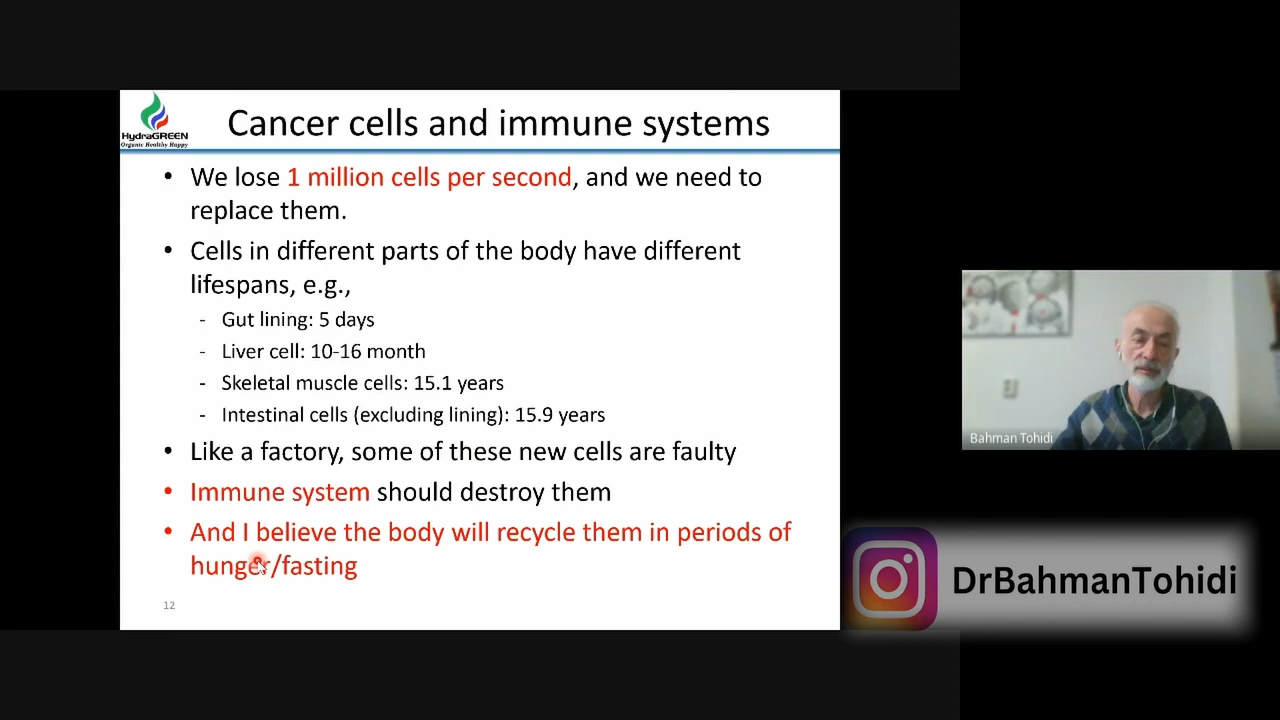 HydraGREEN
Organic Healthy Happy
Cancer cells and immune systems
• We lose 1 million cells per second, and we need to
replace them.
• Cells in different parts of the body have different
lifespans, e.g.,
- Gut lining: 5 days
- Liver cell: 10-16 month
- Skeletal muscle cells: 15.1 years
- Intestinal cells (excluding lining): 15.9 years
• Like a factory, some of these new cells are faulty
• Immune system should destroy them
• And I believe the body will recycle them in periods of
hunger/fasting
12
Bahman Tohidi
DrBahmanTohidi